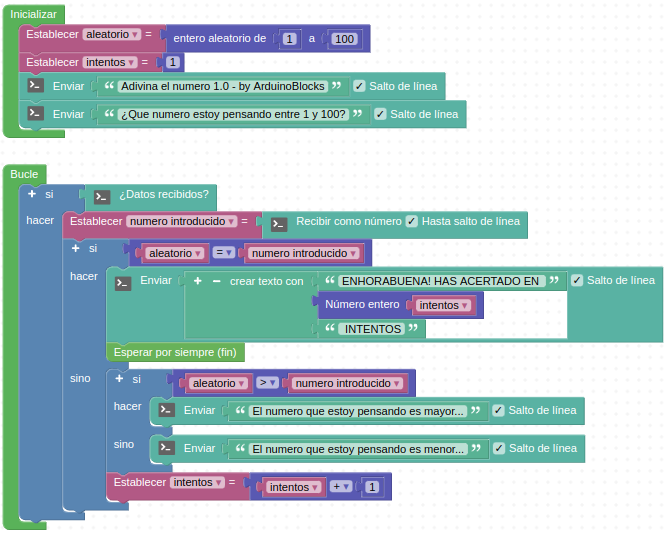 Inicializar
Establecer aleatorio ▾ = entero aleatorio de 1 a 100
Establecer intentos ▾ = 1
Enviar “ Adivina el numero 1.0 - by ArduinoBlocks ” ✓ Salto de línea
Enviar “ ¿Que numero estoy pensando entre 1 y 100? ” ✓ Salto de línea
Bucle
+ si ¿Datos recibidos?
hacer Establecer numero introducido ▾ = Recibir como número ✓ Hasta salto de línea
+ si aleatorio ▾ = ▾ numero introducido ▾
hacer Enviar + − crear texto con “ ENHORABUENA! HAS ACERTADO EN ” ✓ Salto de línea
Número entero intentos ▾
“ INTENTOS ”
Esperar por siempre (fin)
sino + si aleatorio ▾ > ▾ numero introducido ▾
hacer Enviar “ El numero que estoy pensando es mayor... ” ✓ Salto de línea
sino Enviar “ El numero que estoy pensando es menor... ” ✓ Salto de línea
Establecer intentos ▾ = intentos ▾ + ▾ 1